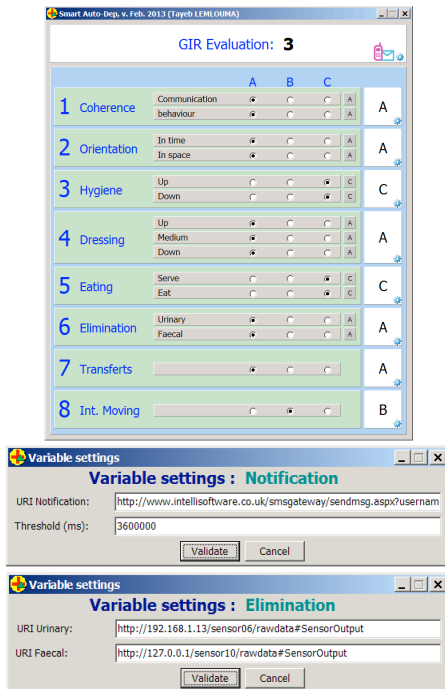 Smart Auto-Dep, v. Feb. 2013 (Tayeb LEMLOUMA)
GIR Evaluation: 3
A B C
1 Coherence
Communication A
behaviour A
A
2 Orientation
In time A
In space A
A
3 Hygiene
Up C
Down C
C
4 Dressing
Up A
Medium A
Down A
A
5 Eating
Serve C
Eat C
C
6 Elimination
Urinary A
Faecal A
A
7 Transferts
A
8 Int. Moving
B
Variable settings
Variable settings : Notification
URI Notification: http://www.intellisoftware.co.uk/smsgateway/sendmsg.aspx?usernam
Threshold (ms): 3600000
Validate Cancel
Variable settings
Variable settings : Elimination
URI Urinary: http://192.168.1.13/sensor06/rawdata#SensorOutput
URI Faecal: http://127.0.0.1/sensor10/rawdata#SensorOutput
Validate Cancel